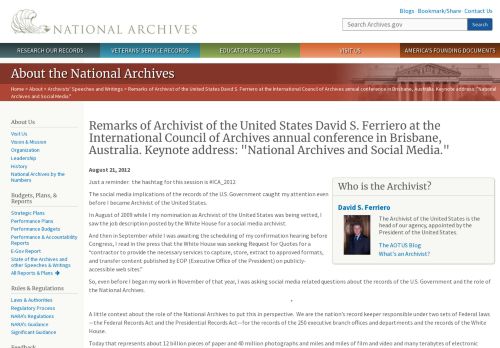 NATIONAL ARCHIVES
Blogs · Bookmark/Share · Contact Us
Search Archives.gov
Search
RESEARCH OUR RECORDS
VETERANS' SERVICE RECORDS
EDUCATOR RESOURCES
VISIT US
AMERICA'S FOUNDING DOCUMENTS
About the National Archives
Home > About > Archivists' Speeches and Writings > Remarks of Archivist of the United States David S. Ferriero at the International Council of Archives annual conference in Brisbane, Australia. Keynote address: "National
Archives and Social Media."
About Us
Visit Us
Vision & Mission
Organization
Leadership
History
National Archives by the
Numbers
Budgets, Plans, &
Reports
Strategic Plans
Performance Plans
Performance Budgets
Performance & Accountability
Reports
E-Gov Report
State of the Archives and
other Speeches & Writings
All Reports & Plans
Rules & Regulations
Laws & Authorities
Regulatory Process
NARA's Regulations
NARA's Guidance
Significant Guidance
Remarks of Archivist of the United States David S. Ferriero at the
International Council of Archives annual conference in Brisbane,
Australia. Keynote address: "National Archives and Social Media."
August 21, 2012
Just a reminder the hashtag for this session is #ICA_2012
The social media implications of the records of the U.S. Government caught my attention even
before I became Archivist of the United States.
In August of 2009 while I my nomination as Archivist of the United States was being vetted, I
saw the job description posted by the White House for a social media archivist.
And then in September while I was awaiting the scheduling of my confirmation hearing before
Congress, I read in the press that the White House was seeking Request for Quotes for a
"contractor to provide the necessary services to capture, store, extract to approved formats,
and transfer content published by EOP (Executive Office of the President) on publicly-
accessible web sites."
So, even before I began my work in November of that year, I was asking social media related questions about the records of the U.S. Government and the role of
the National Archives.
*
A little context about the role of the National Archives to put this in perspective. We are the nation's record keeper responsible under two sets of Federal laws
—the Federal Records Act and the Presidential Records Act—for the records of the 250 executive branch offices and departments and the records of the White
House.
Today that represents about 12 billion pieces of paper and 40 million photographs and miles and miles of film and video and many terabytes of electronic
Who is the Archivist?
David S. Ferriero
The Archivist of the United States is the
head of our agency, appointed by the
President of the United States.
The AOTUS Blog
What's an Archivist?